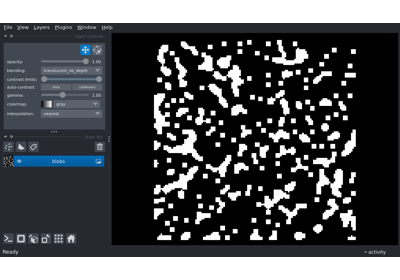 File View Layers Plugins Window Help
opacity: 1.00
blending: translucent_no_depth
contrast limits:
auto-contrast: once continuous
gamma: 1.00
colormap: gray
interpolation: nearest
blobs
Ready
activity